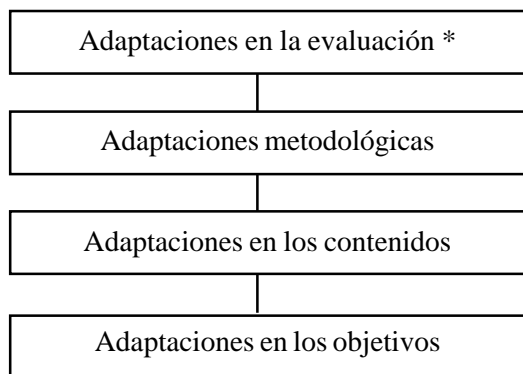 Adaptaciones en la evaluación *
Adaptaciones metodológicas
Adaptaciones en los contenidos
Adaptaciones en los objetivos